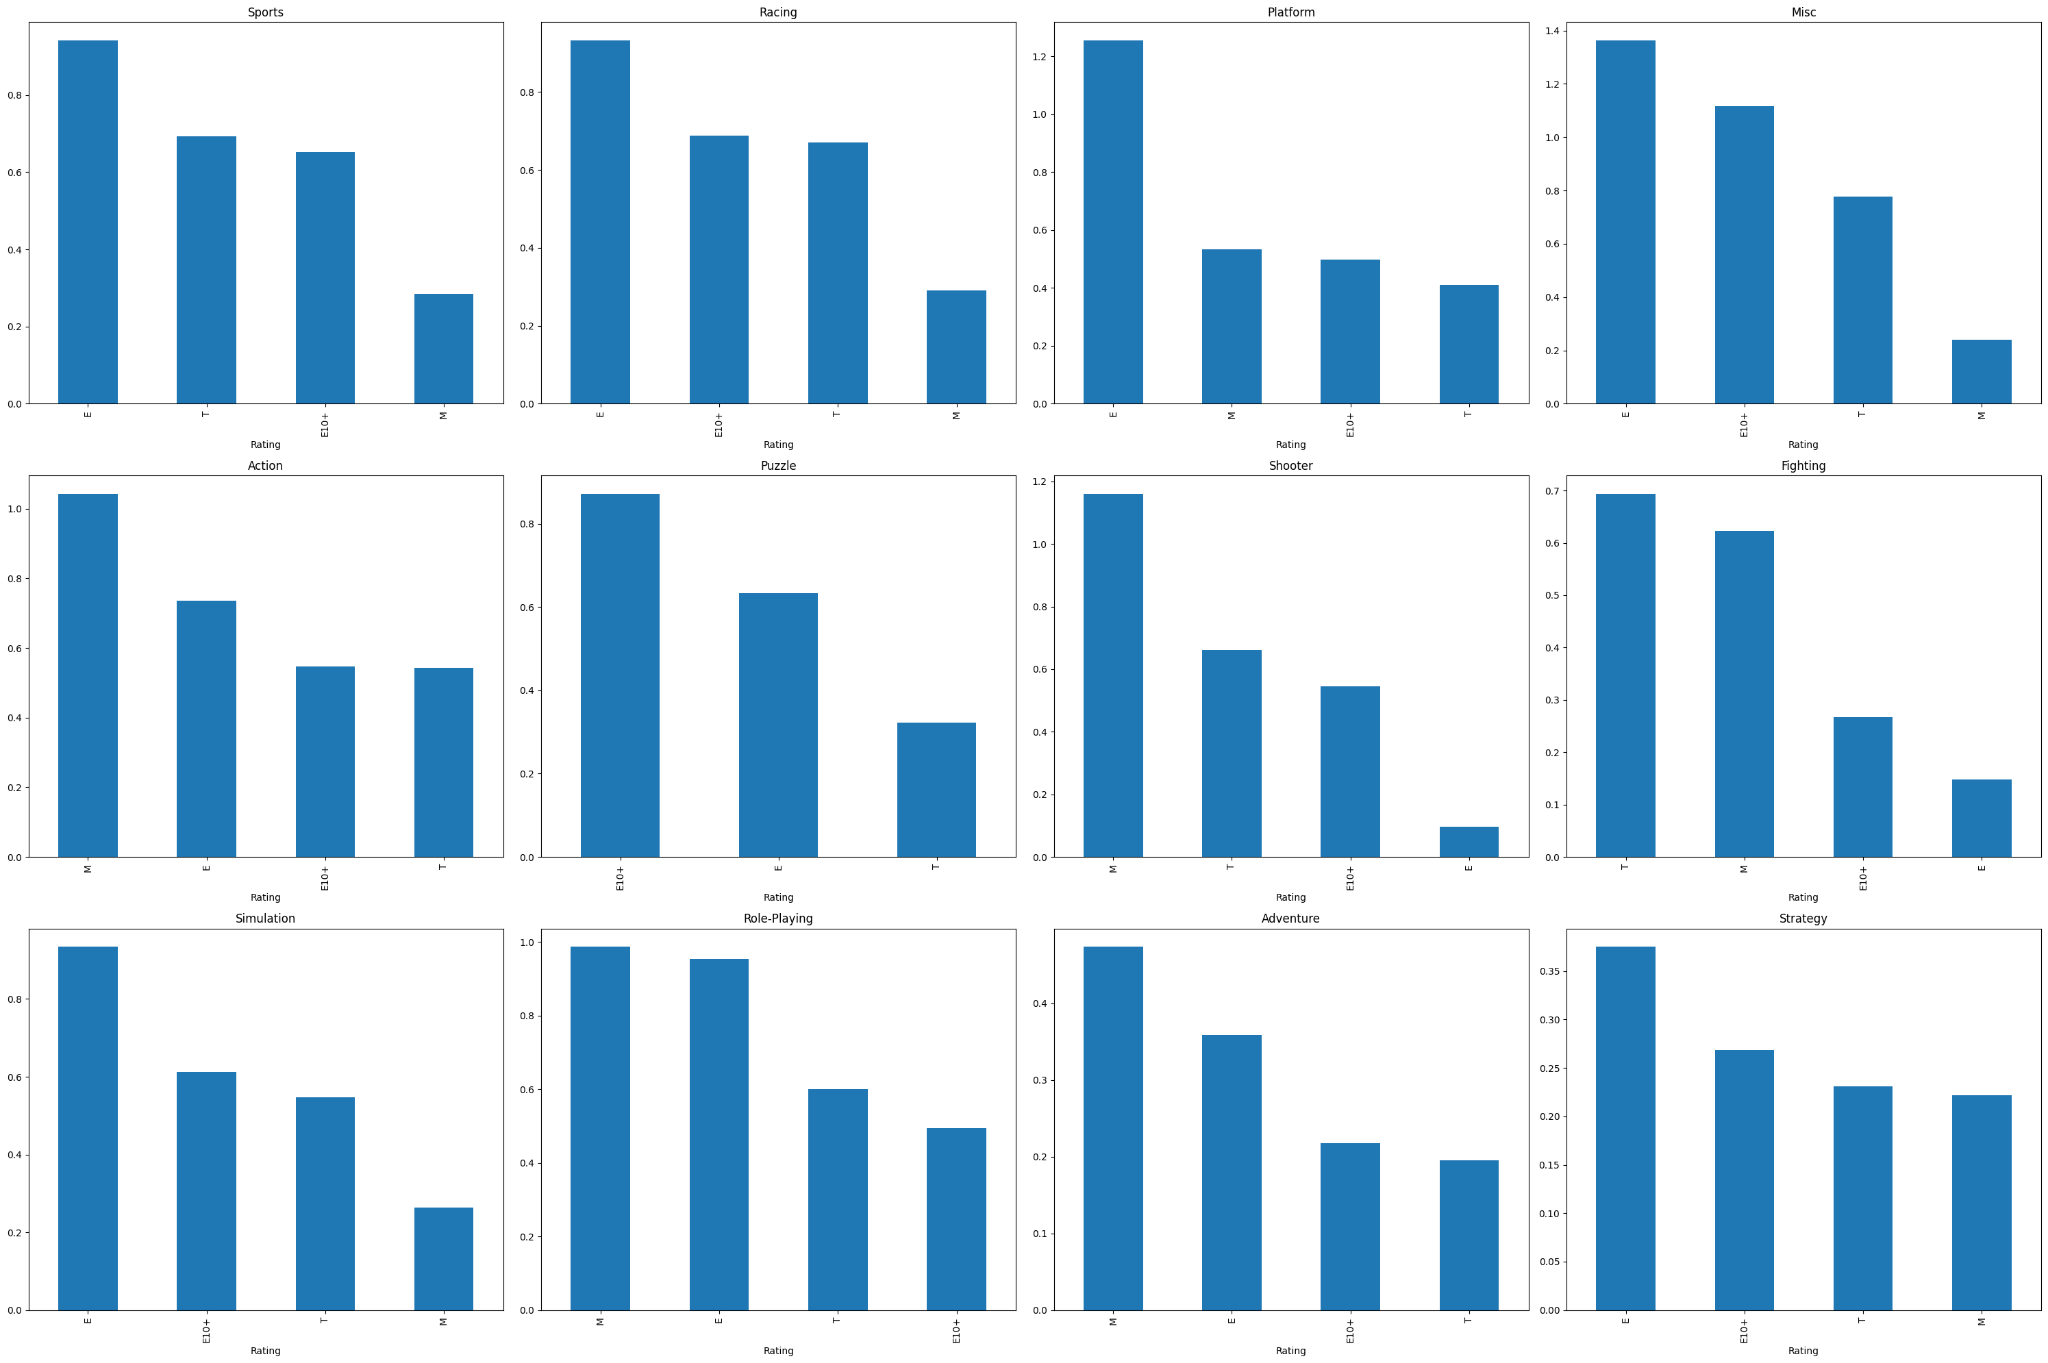 Sports
0.8
0.6
0.4
0.2
0.0
E
T
E10+
M
Rating
Racing
0.8
0.6
0.4
0.2
0.0
E
E10+
T
M
Rating
Platform
1.2
1.0
0.8
0.6
0.4
0.2
0.0
E
M
E10+
T
Rating
Misc
1.4
1.2
1.0
0.8
0.6
0.4
0.2
0.0
E
E10+
T
M
Rating
Action
1.0
0.8
0.6
0.4
0.2
0.0
M
E
E10+
T
Rating
Puzzle
0.8
0.6
0.4
0.2
0.0
E10+
E
T
Rating
Shooter
1.2
1.0
0.8
0.6
0.4
0.2
0.0
M
T
E10+
E
Rating
Fighting
0.7
0.6
0.5
0.4
0.3
0.2
0.1
0.0
T
M
E10+
E
Rating
Simulation
0.8
0.6
0.4
0.2
0.0
E
E10+
T
M
Rating
Role-Playing
1.0
0.8
0.6
0.4
0.2
0.0
M
E
T
E10+
Rating
Adventure
0.4
0.3
0.2
0.1
0.0
M
E
E10+
T
Rating
Strategy
0.35
0.30
0.25
0.20
0.15
0.10
0.05
0.00
E
E10+
T
M
Rating